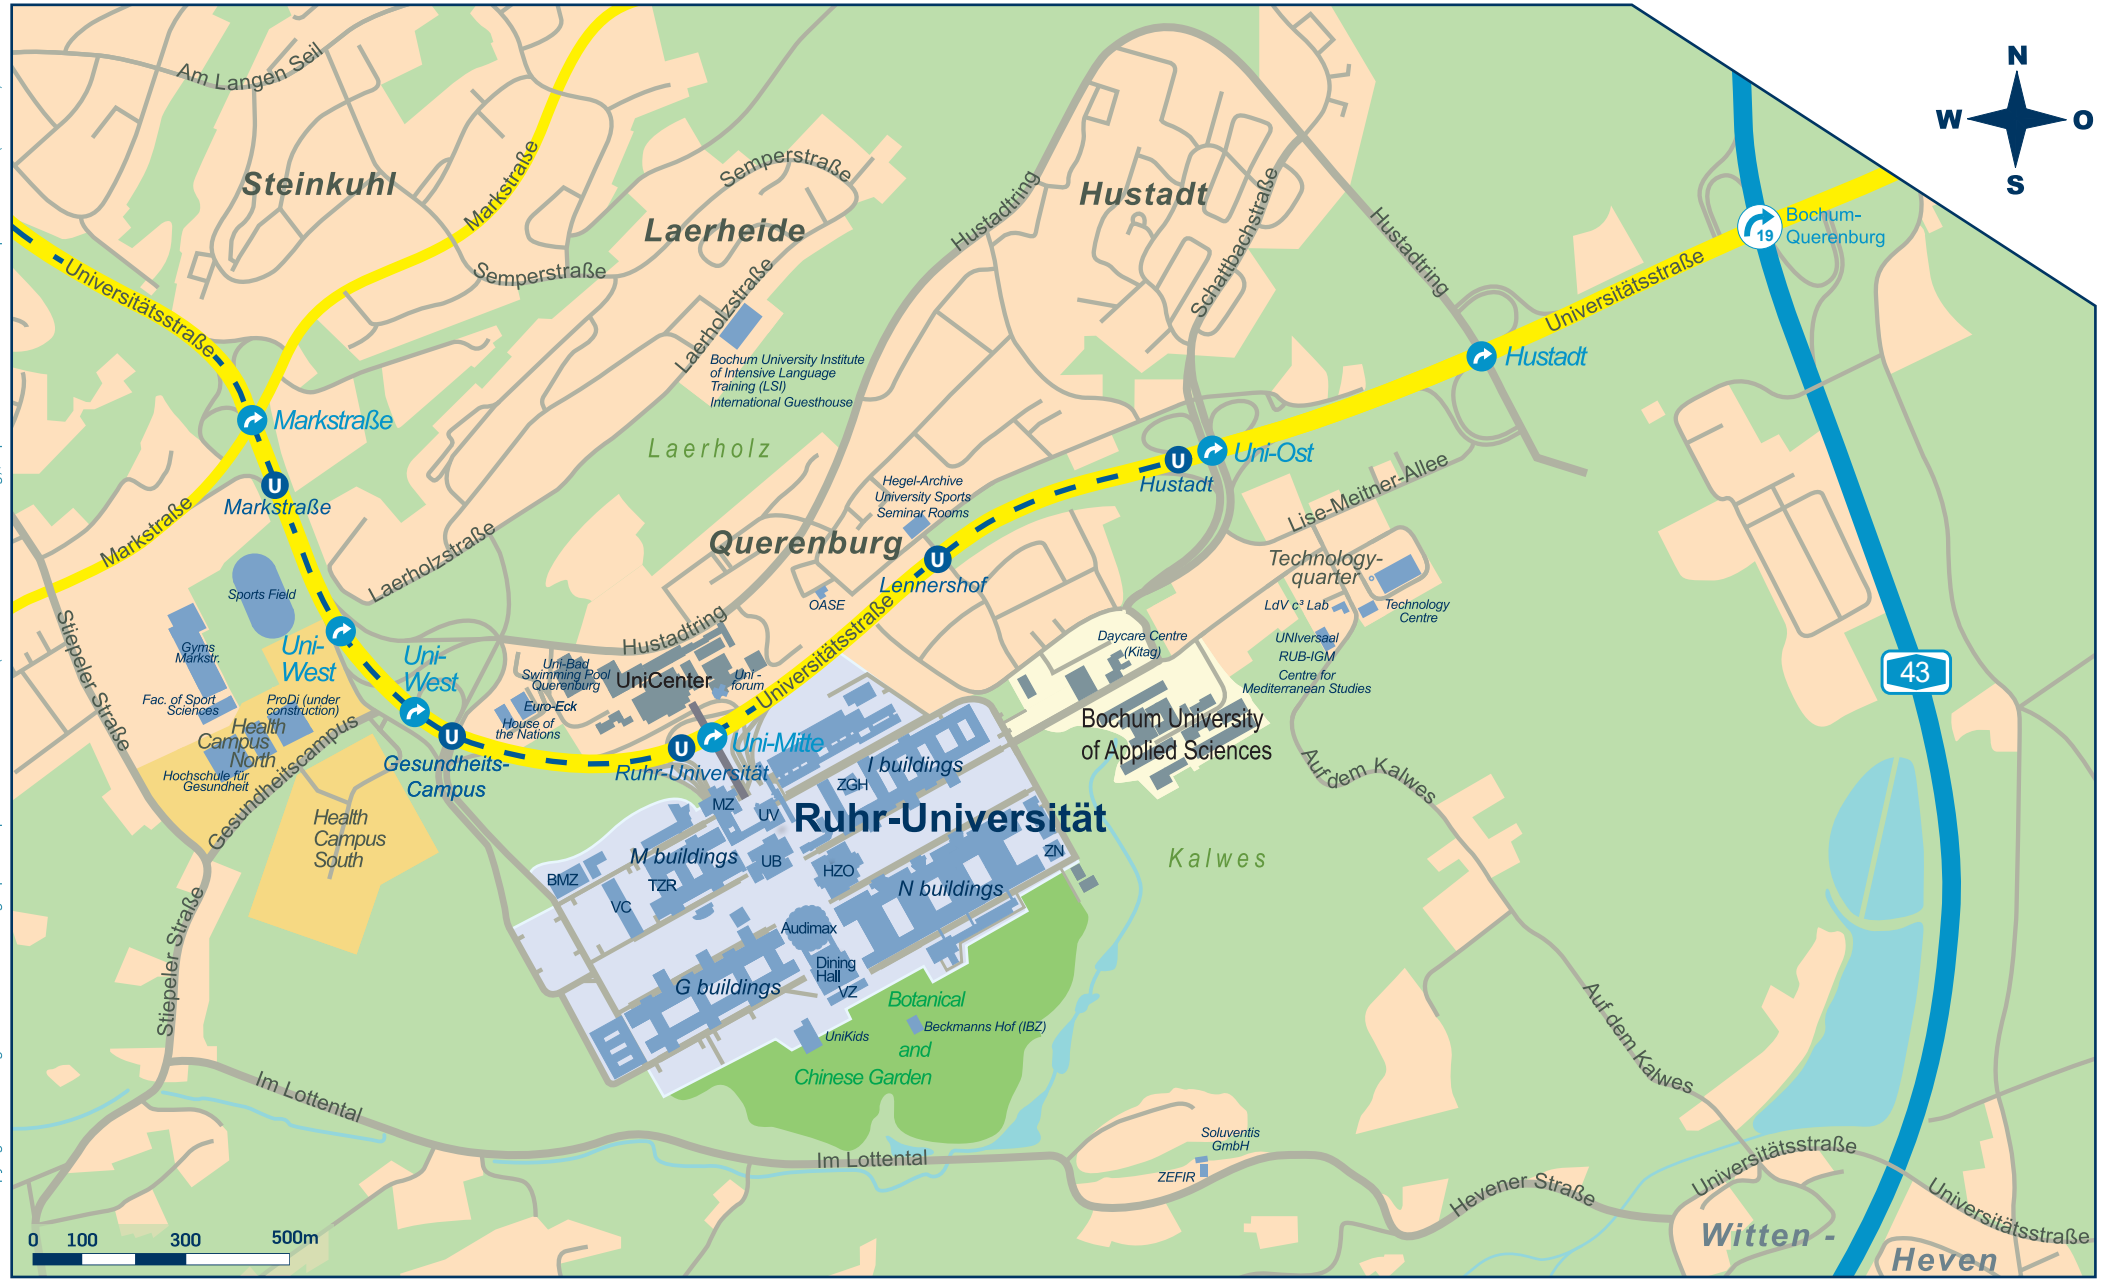 N
W
O
S
Am Langen Seil
Steinkuhl
Markstraße
Semperstraße
Laerheide
Semperstraße
Hustadtring
Hustadt
Schattbachstraße
Hustadtring
Bochum-
Querenburg
19
Universitätsstraße
Universitätsstraße
Laerholzstraße
Bochum University Institute
of Intensive Language
Training (LSI)
International Guesthouse
Hustadt
Markstraße
U
Markstraße
Laerholz
Uni-Ost
U
Hustadt
Hegel-Archive
University Sports
Seminar Rooms
Lise-Meitner-Allee
Markstraße
Laerholzstraße
Querenburg
U
Lennershof
Technology-
quarter
Technology
Centre
LdV c³ Lab
UNIversaal
RUB-IGM
Centre for
Mediterranean Studies
Sports Field
OASE
Stiepeler Straße
Gyms
Markstr.
Uni-
West
Uni-
West
Hustadtring
Universitätsstraße
Daycare Centre
(Kitag)
Uni-Bad
Swimming Pool
Querenburg
UniCenter
Uni -
forum
Euro-Eck
House of
the Nations
Fac. of Sport
Sciences
ProDi (under
construction)
Health
Campus
North
Hochschule für
Gesundheit
Gesundheitscampus
U
Gesundheits-
Campus
U
Uni-Mitte
Ruhr-Universität
Bochum University
of Applied Sciences
43
Auf dem Kalwes
Health
Campus
South
MZ
UV
ZGH
I buildings
Ruhr-Universität
M buildings
UB
HZO
ZN
BMZ
TZR
VC
N buildings
Kalwes
Audimax
Dining
Hall
VZ
G buildings
Stiepeler Straße
Botanical
Beckmanns Hof (IBZ)
UniKids
and
Chinese Garden
Auf dem Kalwes
Im Lottental
Im Lottental
Soluventis
GmbH
ZEFIR
Hevener Straße
Universitätsstraße
Universitätsstraße
Witten -
Heven
0
100
300
500m